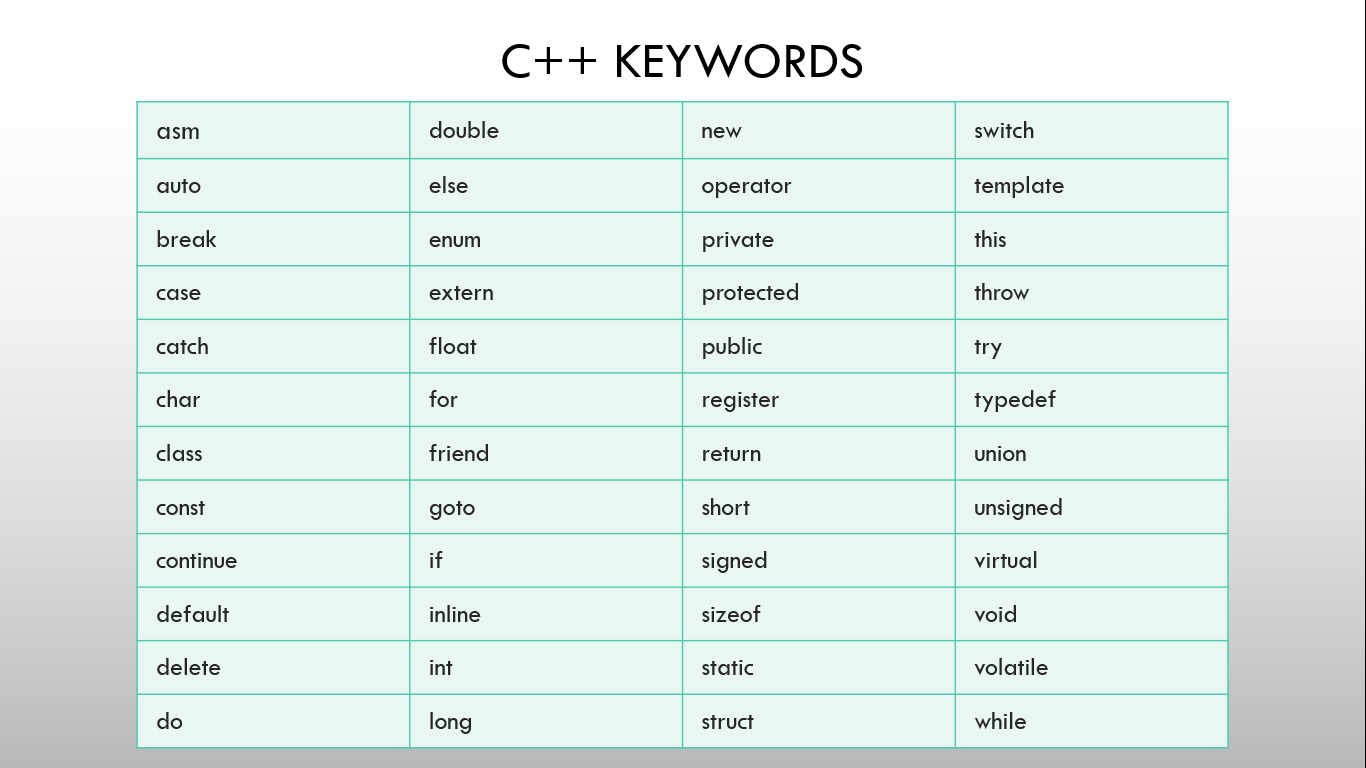 C++ KEYWORDS
asm double new switch
auto else operator template
break enum private this
case extern protected throw
catch float public try
char for register typedef
class friend return union
const goto short unsigned
continue if signed virtual
default inline sizeof void
delete int static volatile
do long struct while